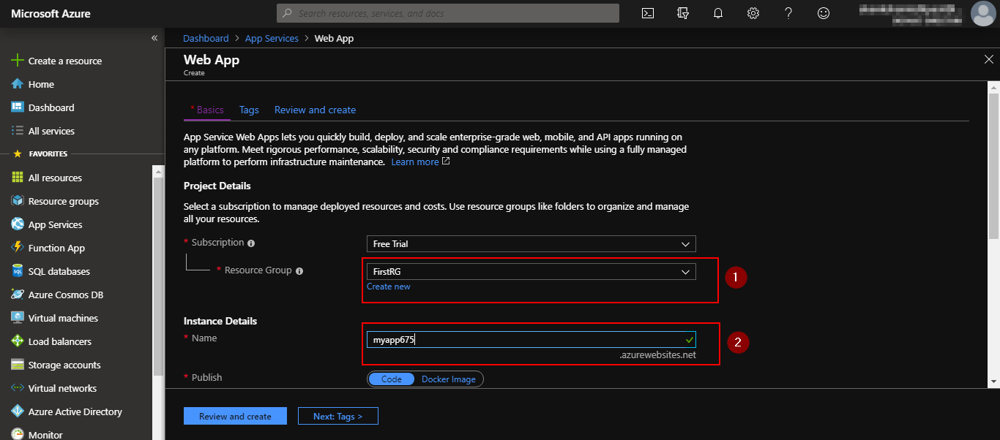 Microsoft Azure
Search resources, services, and docs
«
Create a resource
Home
Dashboard
All services
FAVORITES
All resources
Resource groups
App Services
Function App
SQL databases
Azure Cosmos DB
Virtual machines
Load balancers
Storage accounts
Virtual networks
Azure Active Directory
Monitor
Dashboard > App Services > Web App
Web App
Create
* Basics Tags Review and create
App Service Web Apps lets you quickly build, deploy, and scale enterprise-grade web, mobile, and API apps running on
any platform. Meet rigorous performance, scalability, security and compliance requirements while using a fully managed
platform to perform infrastructure maintenance. Learn more
Project Details
Select a subscription to manage deployed resources and costs. Use resource groups like folders to organize and manage
all your resources.
* Subscription Free Trial
* Resource Group FirstRG
Create new
1
Instance Details
* Name myapp675
.azurewebsites.net
2
* Publish Code Docker Image
Review and create Next: Tags >